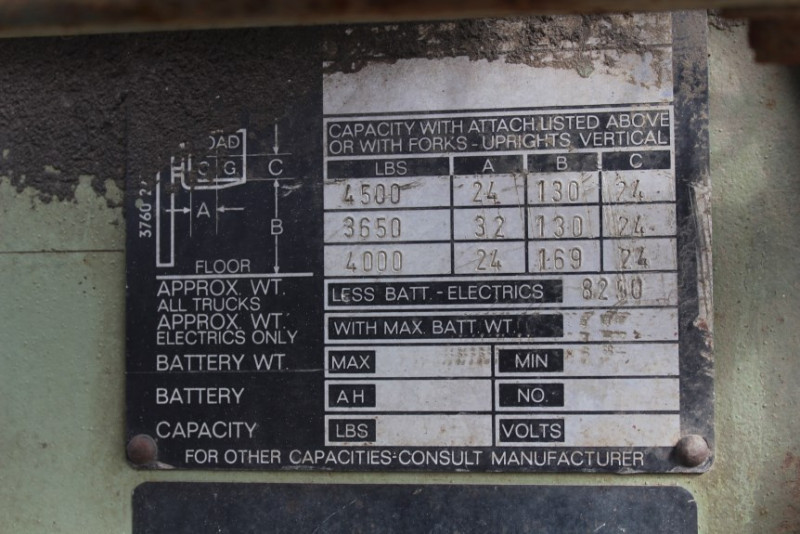 CAPACITY WITH ATTACH. LISTED ABOVE
OR WITH FORKS - UPRIGHTS VERTICAL
LBS A B C
4500 24 130 24
3650 32 130 24
4000 24 169 24
OAD
C.G. C
A
B
3760
FLOOR
APPROX. WT.
ALL TRUCKS LESS BATT. - ELECTRICS
APPROX. WT.
ELECTRICS ONLY WITH MAX. BATT. WT.
BATTERY WT. MAX MIN
BATTERY AH NO.
CAPACITY LBS VOLTS
FOR OTHER CAPACITIES-CONSULT MANUFACTURER